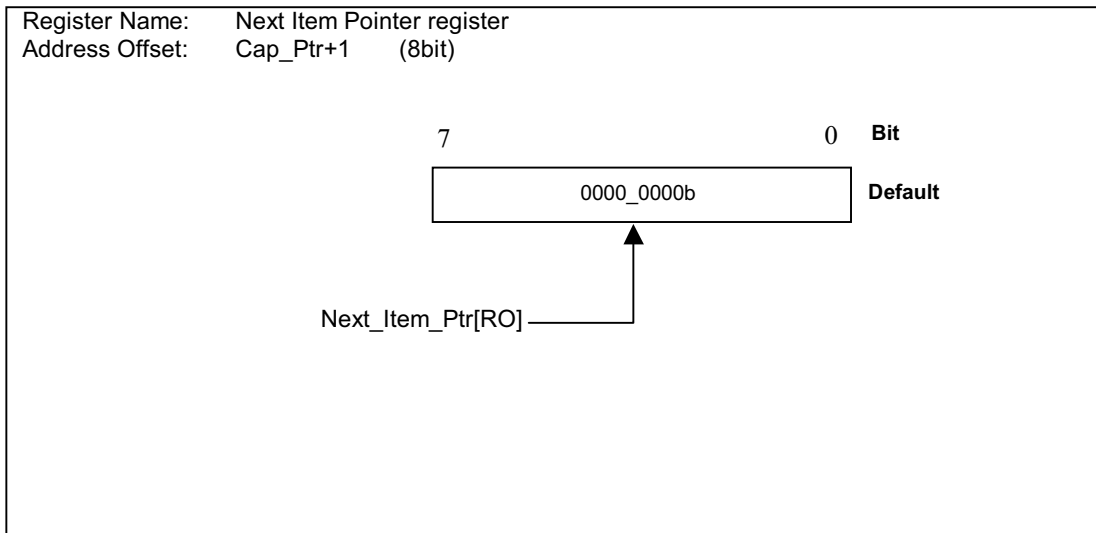 Register Name: Next Item Pointer register
Address Offset: Cap_Ptr+1 (8bit)
7 0 Bit
0000_0000b Default
Next_Item_Ptr[RO]